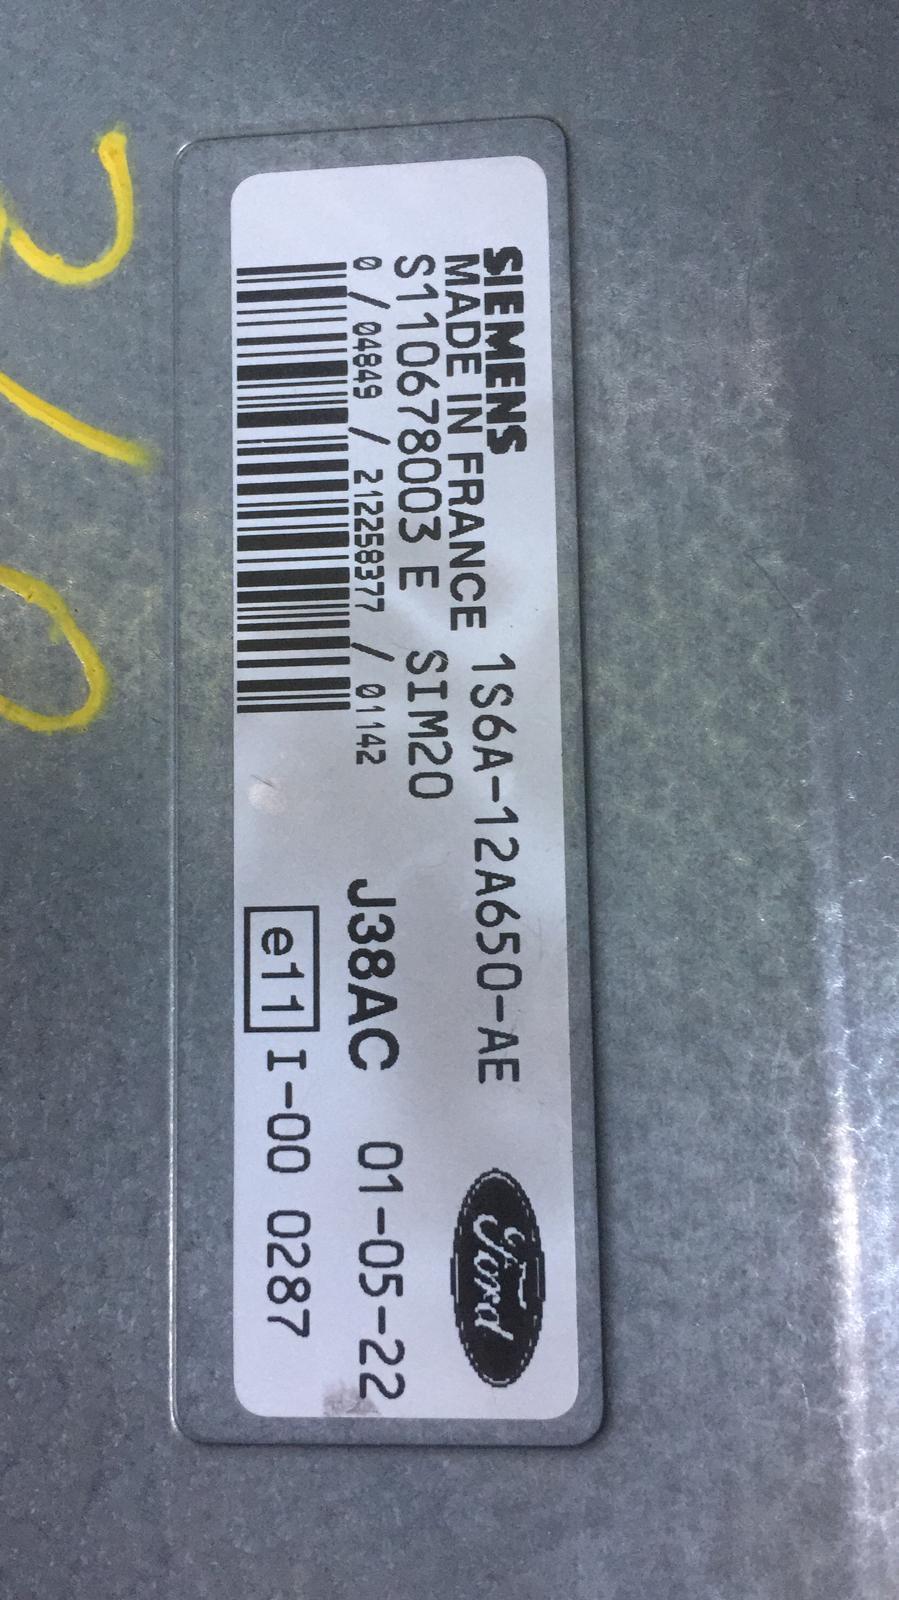 SIEMENS
MADE IN FRANCE 1S6A-12A650-AE
Ford
S110678003 E SIM20
J38AC 01-05-22
0 / 04849 / 212258377 / 01142
e11 I-00 0287